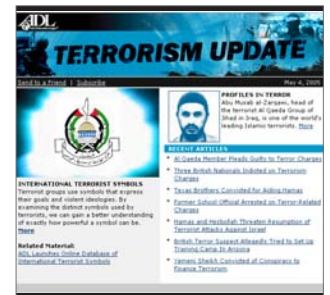 ADL
TERRORISM UPDATE
Send to a Friend | Subscribe
May 4, 2005
INTERNATIONAL TERRORIST SYMBOLS
Terrorist groups use symbols that express
their goals and violent ideologies. By
examining the distinct symbols used by
terrorists, we can gain a better understanding
of exactly how powerful a symbol can be.
More
Related Material:
ADL Launches Online Database of
International Terrorist Symbols
PROFILES IN TERROR
Abu Musab al-Zarqawi, head of
the terrorist Al Qaeda Group of
Jihad in Iraq, is one of the world's
leading Islamic terrorists. More
RECENT ARTICLES
Al Qaeda Member Pleads Guilty to Terror Charges
Three British Nationals Indicted on Terrorism
Charges
Texas Brothers Convicted for Aiding Hamas
Former School Official Arrested on Terror-Related
Charges
Hamas and Hezbollah Threaten Resumption of
Terrorist Attacks Against Israel
British Terror Suspect Allegedly Tried to Set Up
Training Camp In Arizona
Yemeni Sheikh Convicted of Conspiracy to
Finance Terrorism